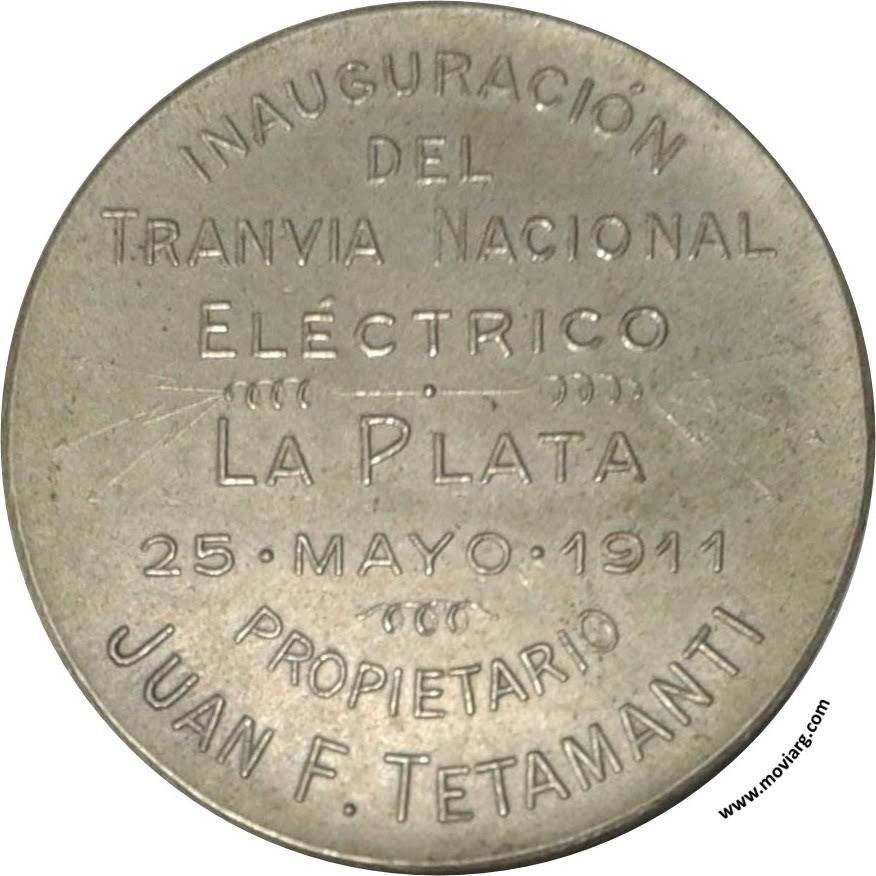 INAUGURACIÓN
DEL
TRANVIA NACIONAL
ELÉCTRICO
LA PLATA
25 · MAYO · 1911
PROPIETARIO
JUAN F. TETAMANTI
www.moviarg.com